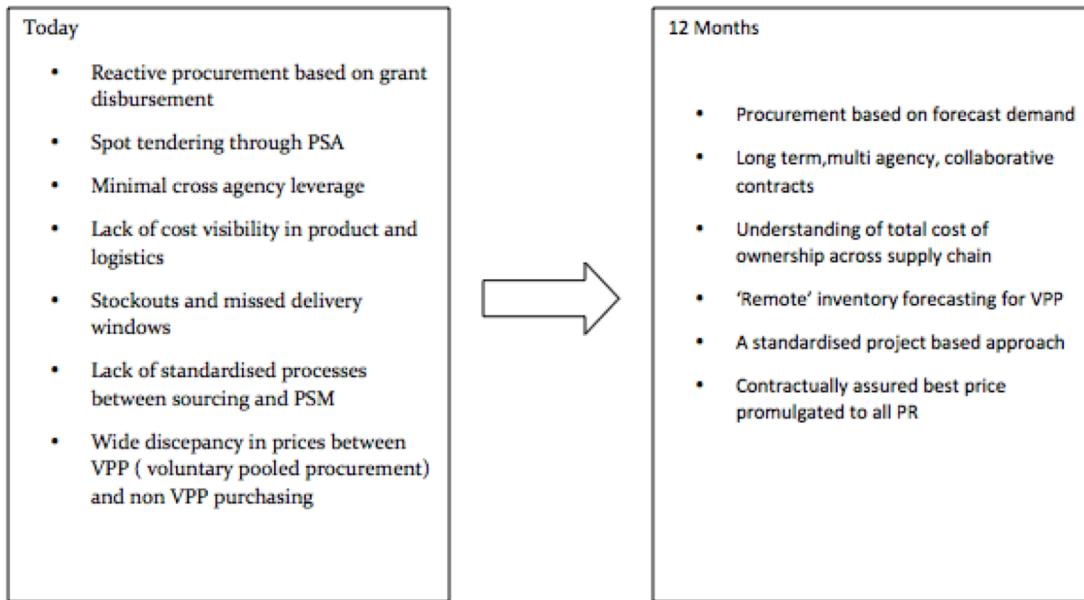 Today
• Reactive procurement based on grant
disbursement
• Spot tendering through PSA
• Minimal cross agency leverage
• Lack of cost visibility in product and
logistics
• Stockouts and missed delivery
windows
• Lack of standardised processes
between sourcing and PSM
• Wide discepancy in prices between
VPP ( voluntary pooled procurement)
and non VPP purchasing
12 Months
• Procurement based on forecast demand
• Long term,multi agency, collaborative
contracts
• Understanding of total cost of
ownership across supply chain
• ‘Remote’ inventory forecasting for VPP
• A standardised project based approach
• Contractually assured best price
promulgated to all PR